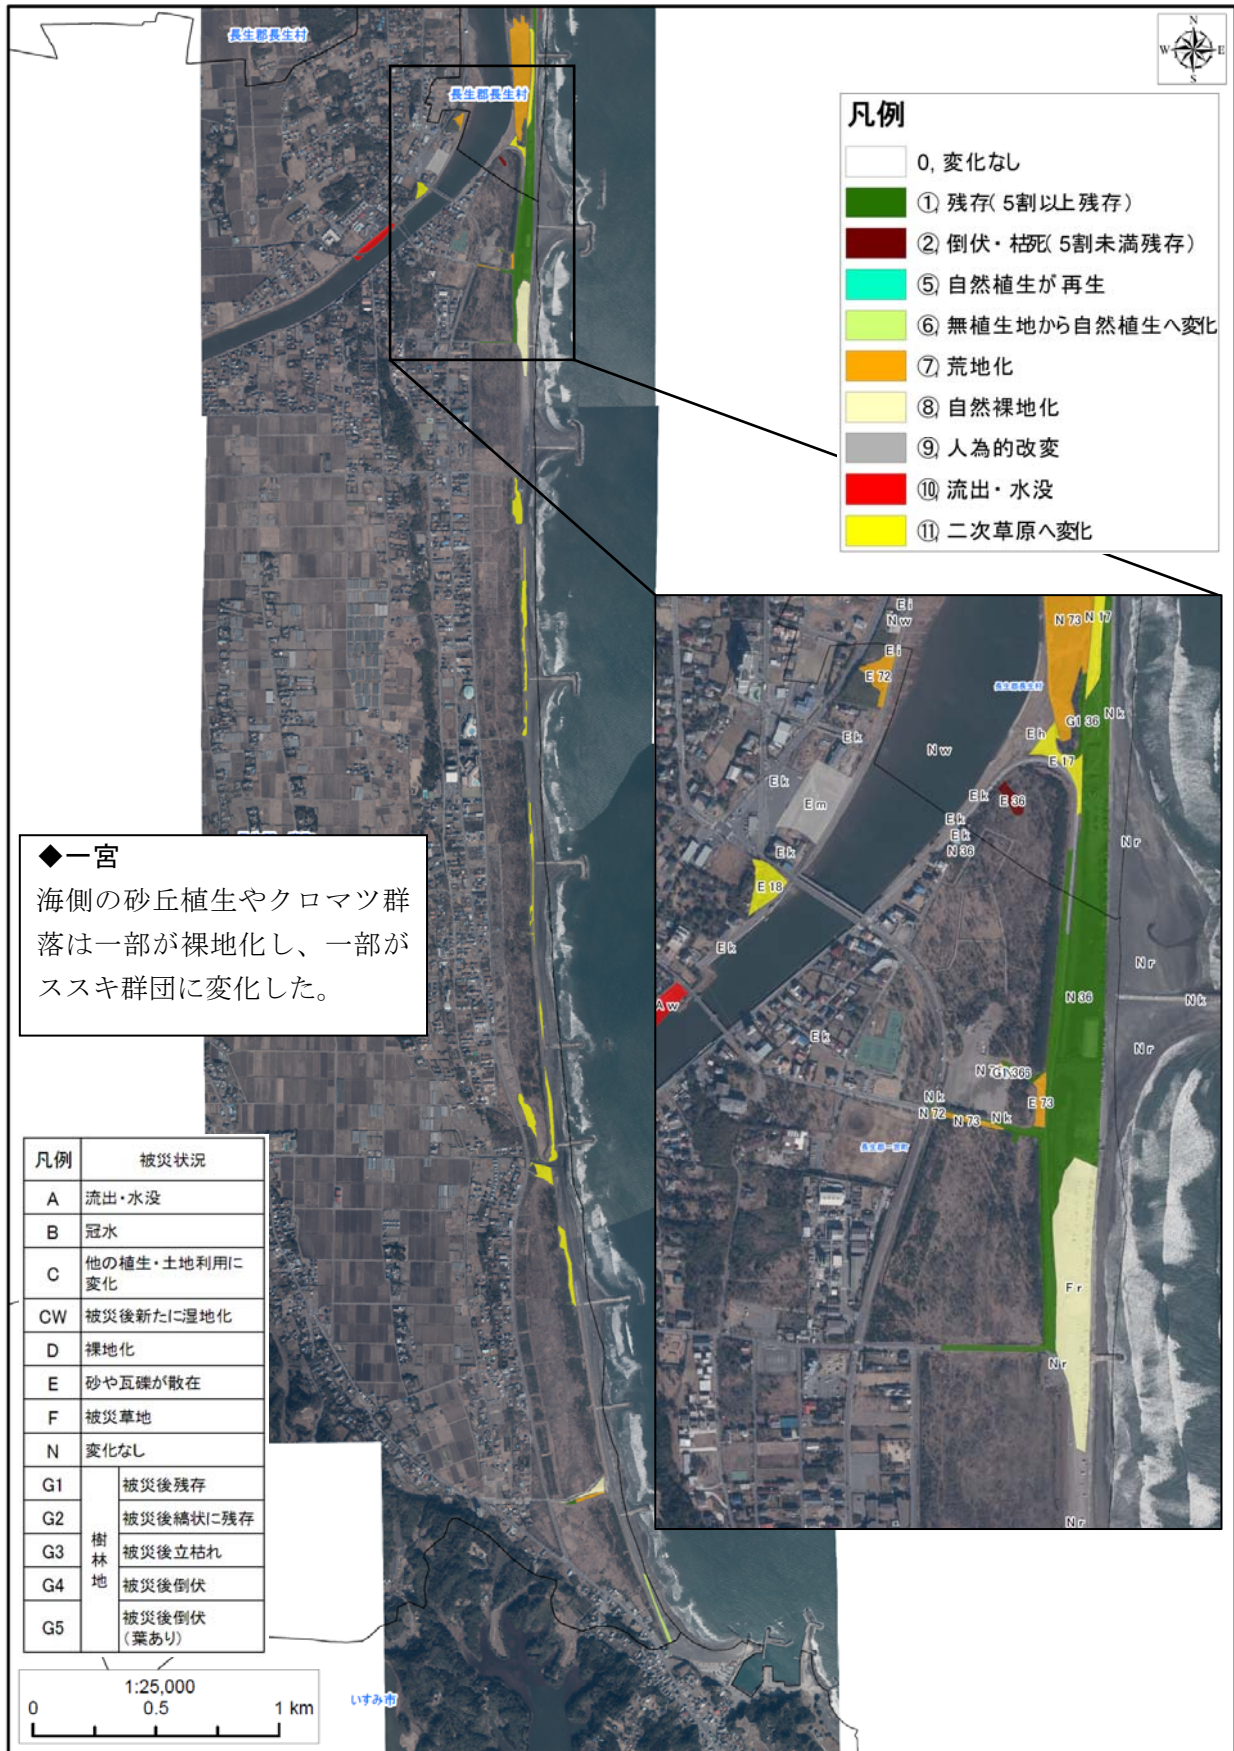 長生郡長生村
長生郡長生村
N
W
E
S
凡例
0, 変化なし
①, 残存(5割以上残存)
②, 倒伏・枯死(5割未満残存)
⑤, 自然植生が再生
⑥, 無植生地から自然植生へ変化
⑦, 荒地化
⑧, 自然裸地化
⑨, 人為的改変
⑩, 流出・水没
⑪, 二次草原へ変化
E i
N w
E i
E 72
N 73
N 17
長生郡長生村
G1 36
N k
E k
N w
E h
E 17
E k
E m
E k
E 36
E k
E k
N 36
N r
E k
E 18
E k
N r
N k
A w
N 36
E k
N r
N k
N 72
N 73
N k
E 73
長生郡一宮町
F r
N r
N r
◆一宮
海側の砂丘植生やクロマツ群
落は一部が裸地化し、一部が
ススキ群団に変化した。
凡例 被災状況
A 流出・水没
B 冠水
C 他の植生・土地利用に
変化
CW 被災後新たに湿地化
D 裸地化
E 砂や瓦礫が散在
F 被災草地
N 変化なし
樹林地
G1 被災後残存
G2 被災後縞状に残存
G3 被災後立枯れ
G4 被災後倒伏
G5 被災後倒伏
(葉あり)
1:25,000
0 0.5 1 km
いすみ市